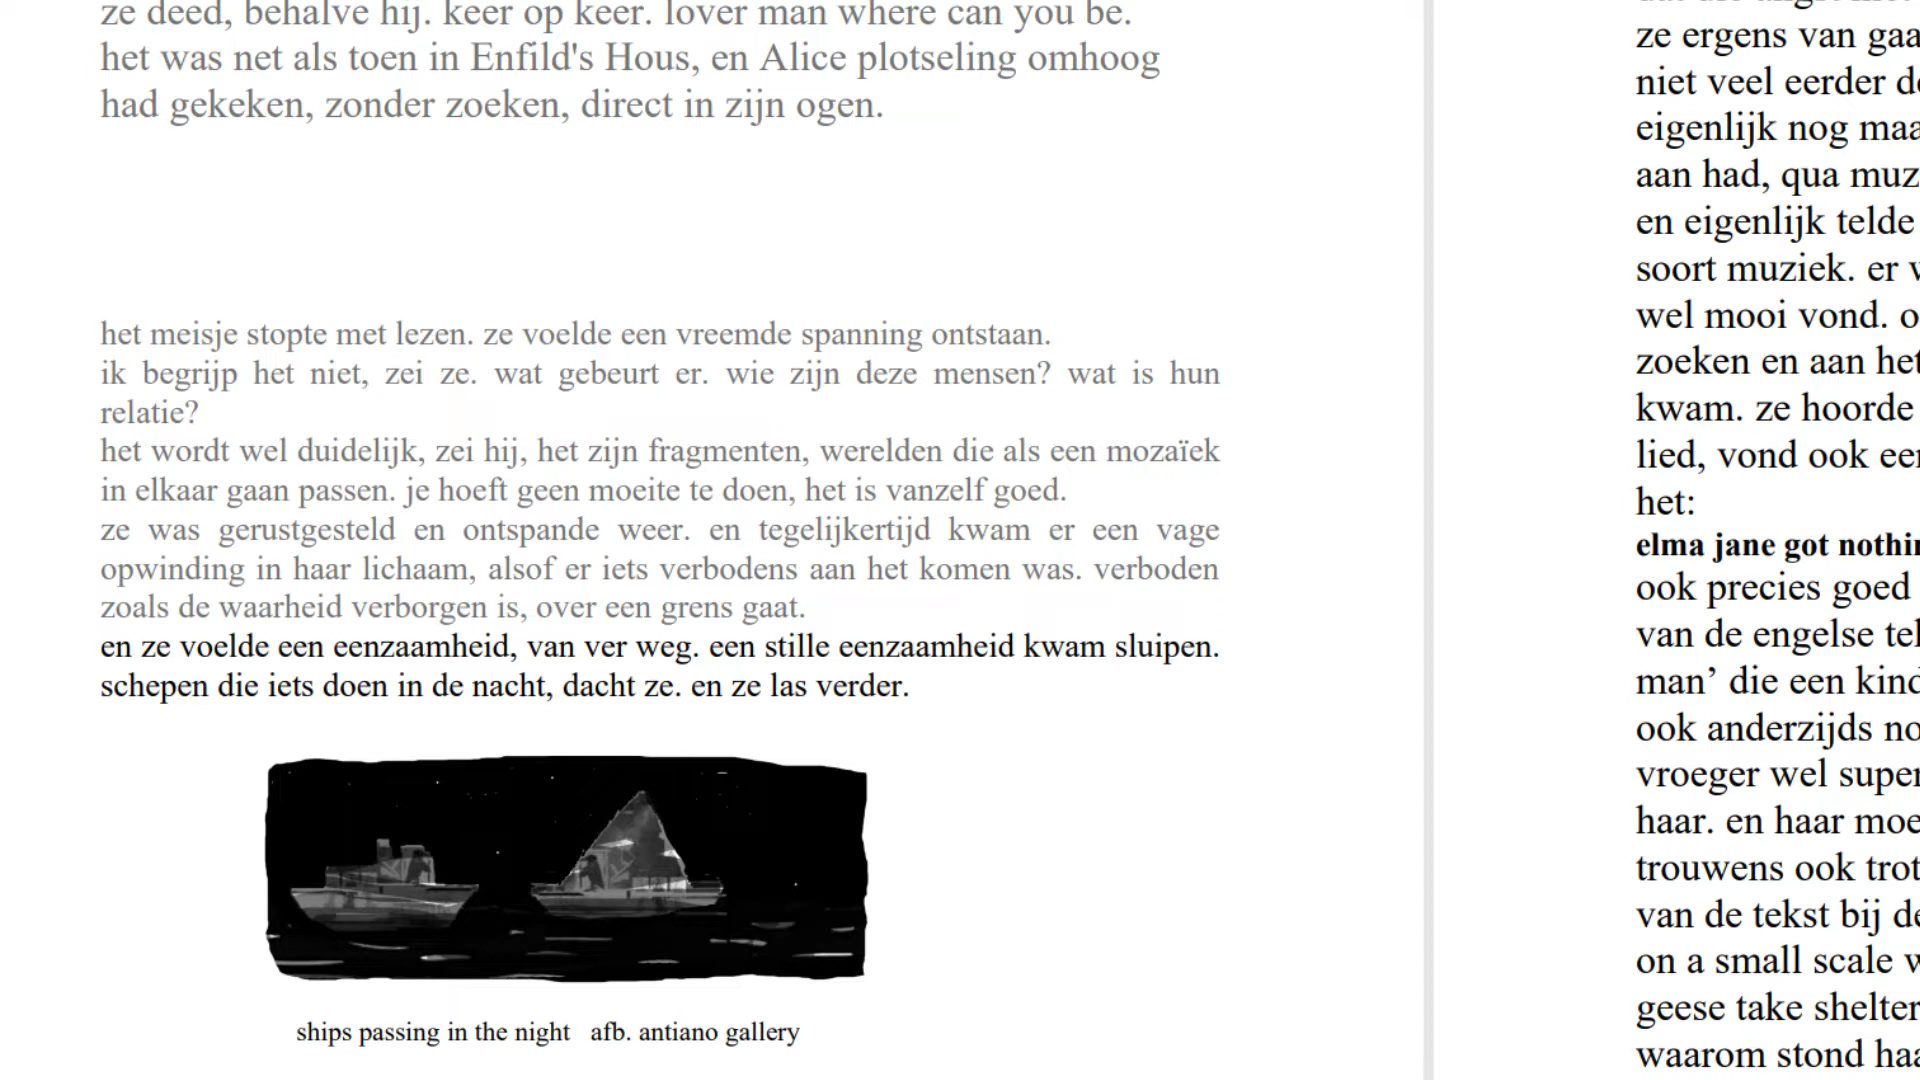 ze deed, behalve hij. keer op keer. lover man where can you be.
het was net als toen in Enfild's Hous, en Alice plotseling omhoog
had gekeken, zonder zoeken, direct in zijn ogen.
het meisje stopte met lezen. ze voelde een vreemde spanning ontstaan.
ik begrijp het niet, zei ze. wat gebeurt er. wie zijn deze mensen? wat is hun
relatie?
het wordt wel duidelijk, zei hij, het zijn fragmenten, werelden die als een mozaïek
in elkaar gaan passen. je hoeft geen moeite te doen, het is vanzelf goed.
ze was gerustgesteld en ontspande weer. en tegelijkertijd kwam er een vage
opwinding in haar lichaam, alsof er iets verbodens aan het komen was. verboden
zoals de waarheid verborgen is, over een grens gaat.
en ze voelde een eenzaamheid, van ver weg. een stille eenzaamheid kwam sluipen.
schepen die iets doen in de nacht, dacht ze. en ze las verder.
ships passing in the night afb. antiano gallery
ze ergens van gaa
niet veel eerder de
eigenlijk nog maa
aan had, qua muz
en eigenlijk telde
soort muziek. er
wel mooi vond. o
zoeken en aan het
kwam. ze hoorde
lied, vond ook een
het:
elma jane got nothin
ook precies goed
van de engelse tel
man’ die een kind
ook anderzijds no
vroeger wel super
haar. en haar moe
trouwens ook trot
van de tekst bij de
on a small scale w
geese take shelter
waarom stond haa